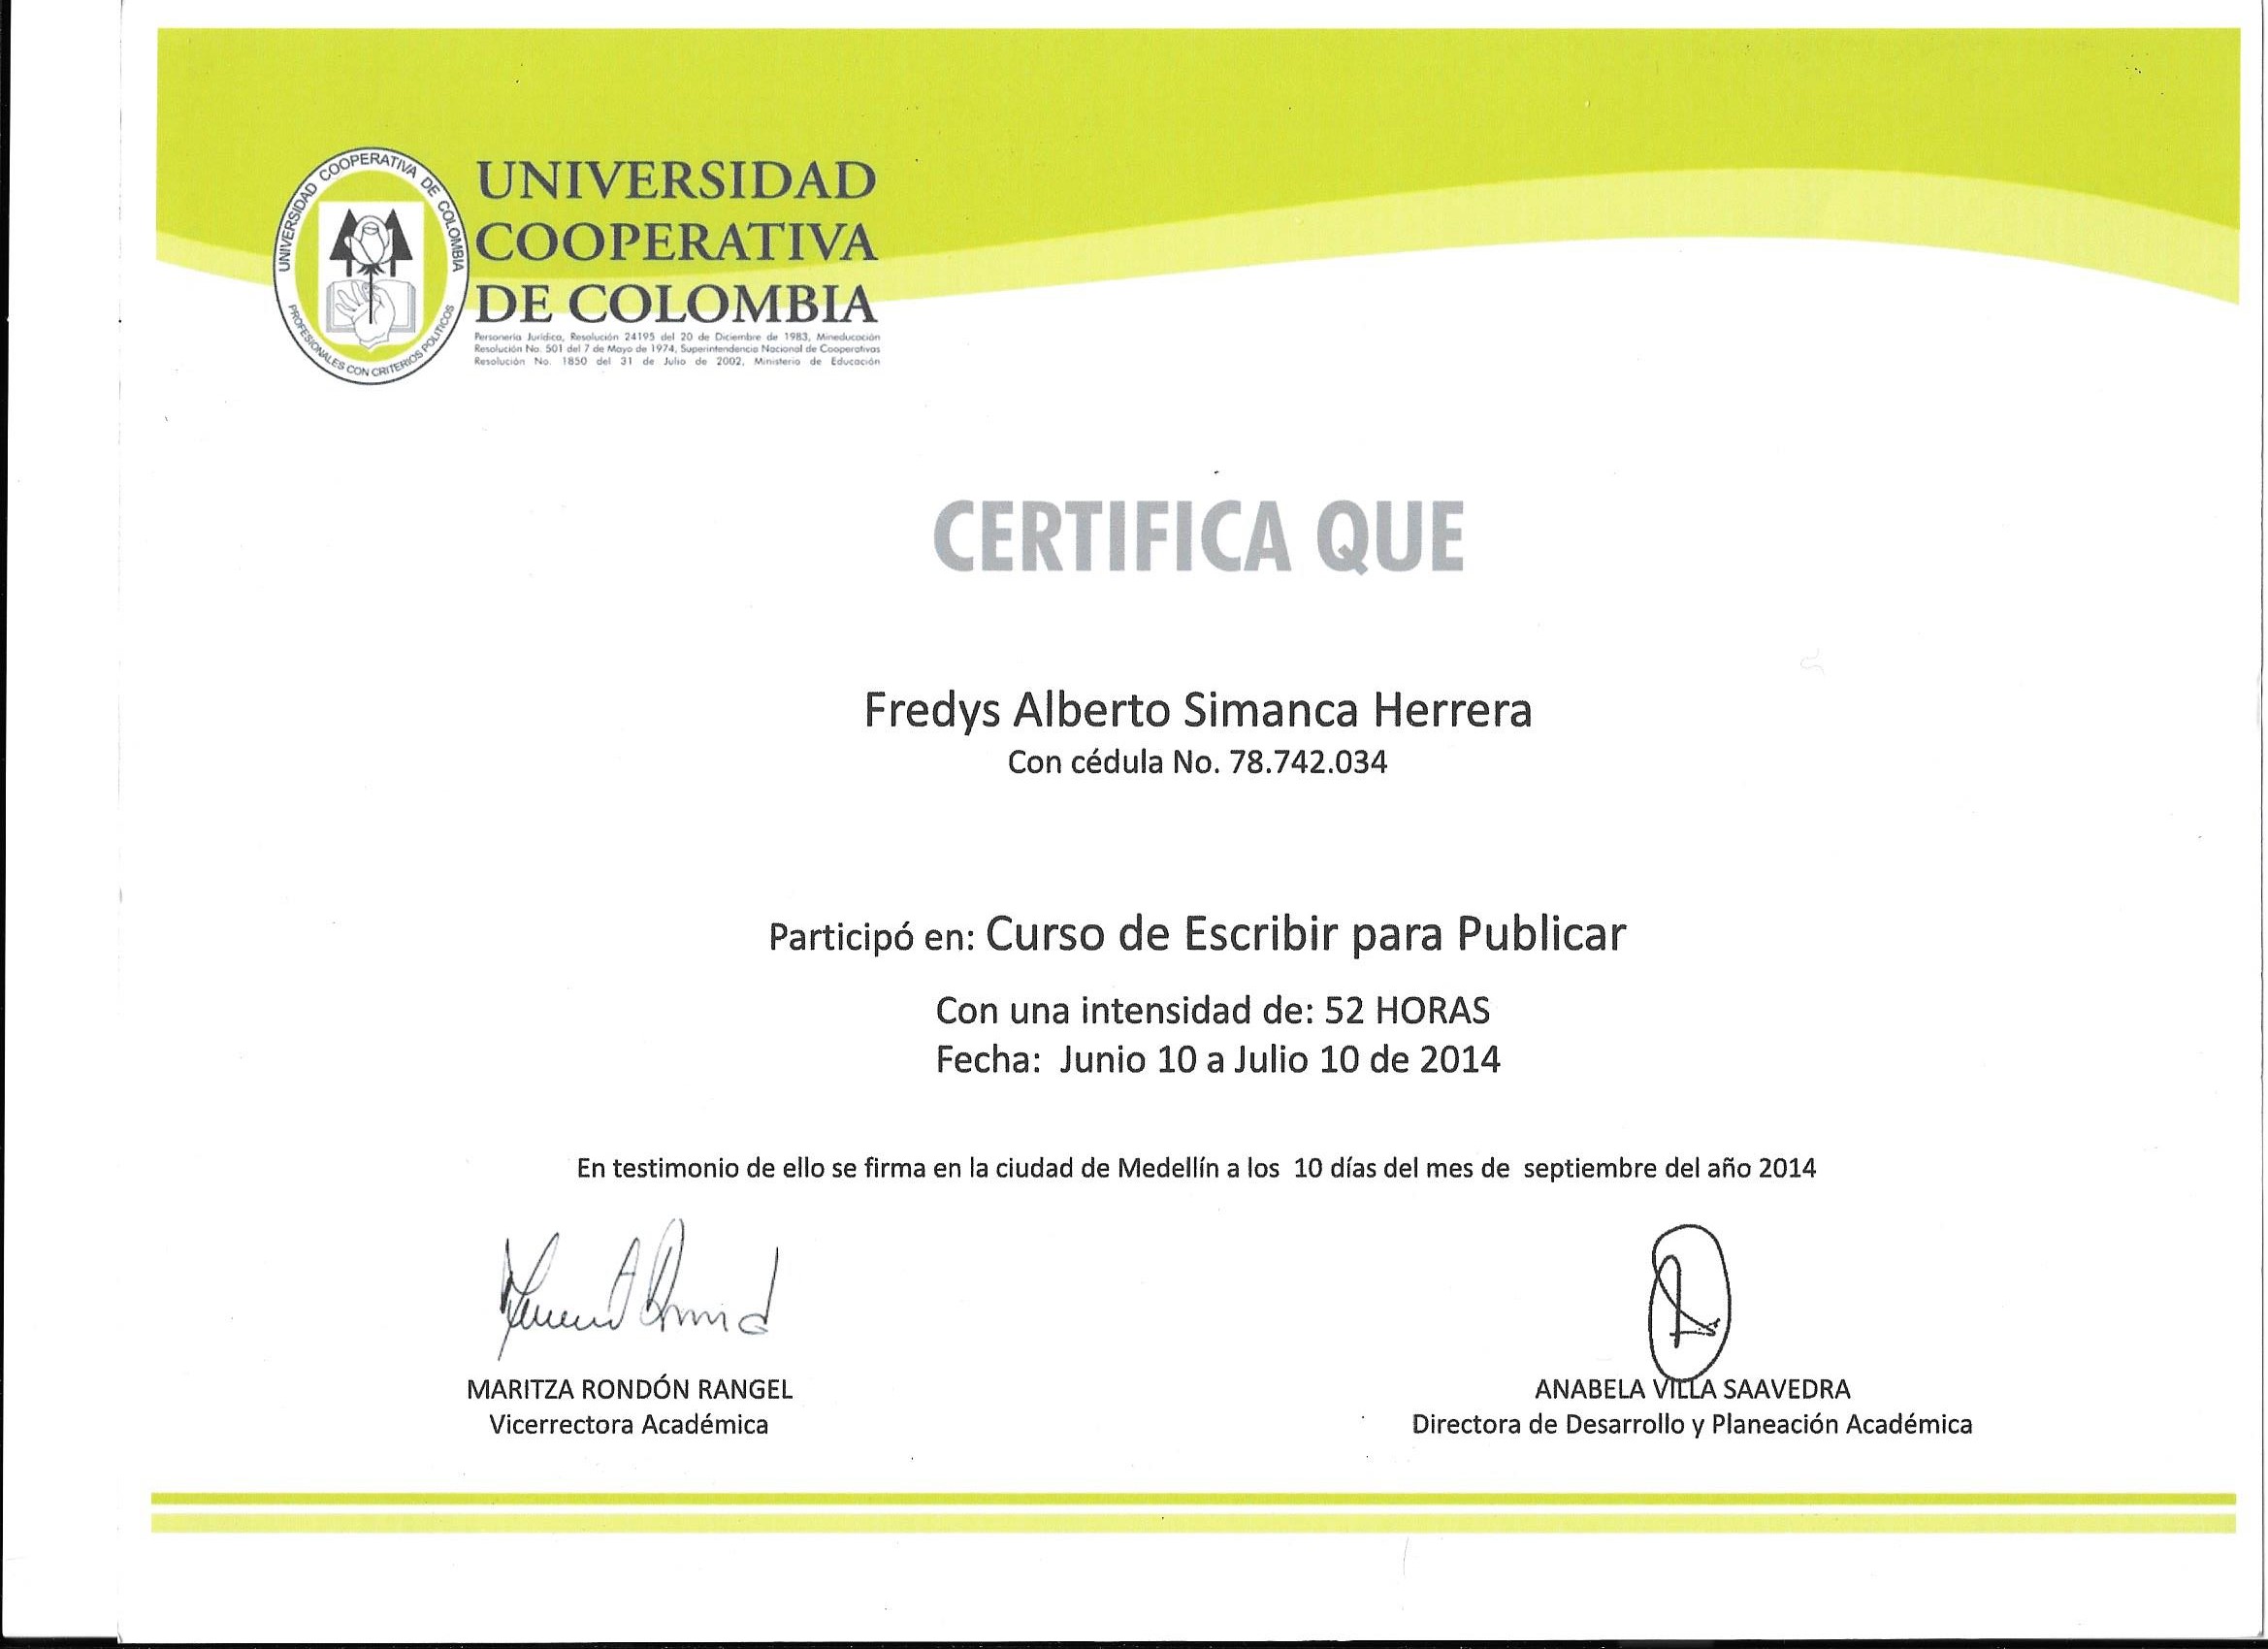 UNIVERSIDAD COOPERATIVA DE COLOMBIA
PROFESIONALES CON CRITERIOS POLITICOS
UNIVERSIDAD
COOPERATIVA
DE COLOMBIA
Personería Jurídica, Resolución 24195 del 20 de Diciembre de 1983, Mineducación
Resolución No. 501 del 7 de Mayo de 1974, Superintendencia Nacional de Cooperativas
Resolución No. 1850 del 31 de Julio de 2002, Ministerio de Educación
CERTIFICA QUE
Fredys Alberto Simanca Herrera
Con cédula No. 78.742.034
Participó en: Curso de Escribir para Publicar
Con una intensidad de: 52 HORAS
Fecha: Junio 10 a Julio 10 de 2014
En testimonio de ello se firma en la ciudad de Medellín a los 10 días del mes de septiembre del año 2014
MARITZA RONDÓN RANGEL
Vicerrectora Académica
ANABELA VILLA SAAVEDRA
Directora de Desarrollo y Planeación Académica